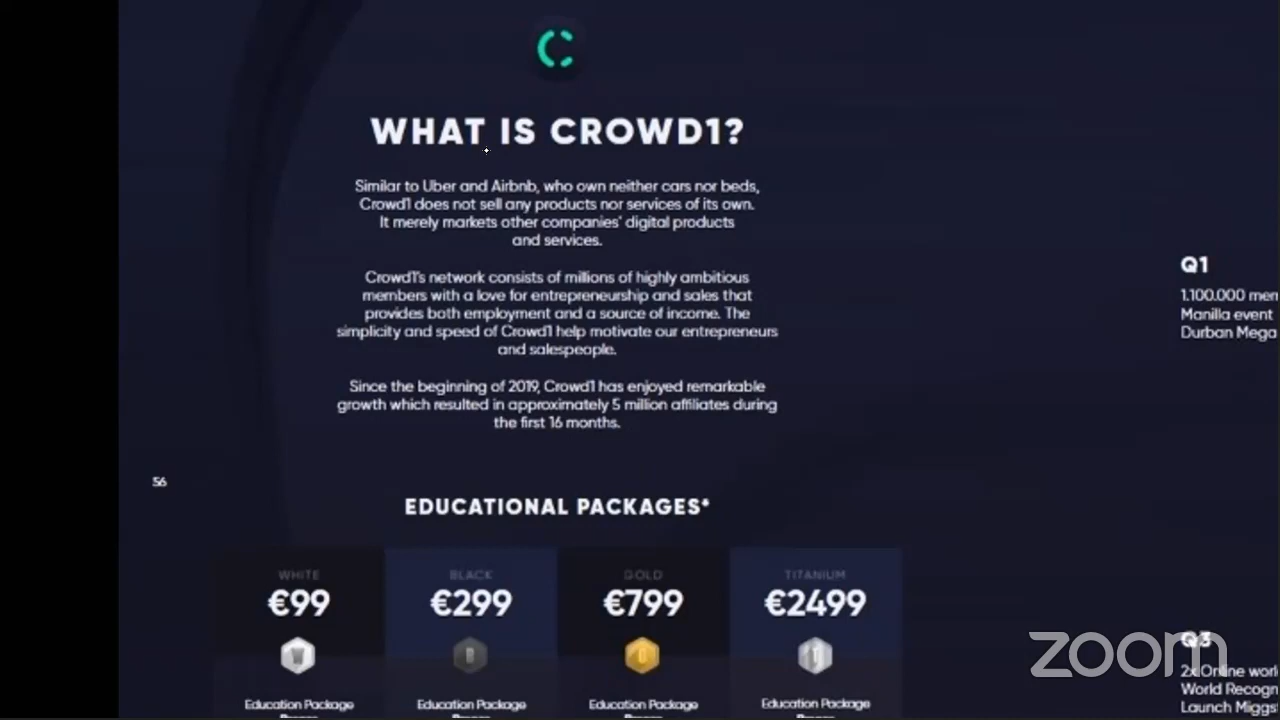 WHAT IS CROWD1?
Similar to Uber and Airbnb, who own neither cars nor beds,
Crowd1 does not sell any products nor services of its own.
It merely markets other companies' digital products
and services.
Crowd1's network consists of millions of highly ambitious
members with a love for entrepreneurship and sales that
provides both employment and a source of income. The
simplicity and speed of Crowd1 help motivate our entrepreneurs
and salespeople.
Since the beginning of 2019, Crowd1 has enjoyed remarkable
growth which resulted in approximately 5 million affiliates during
the first 16 months.
56
EDUCATIONAL PACKAGES*
WHITE
€99
Education Package
BLACK
€299
Education Package
GOLD
€799
Education Package
TITANIUM
€2499
Education Package
Q1
1.100.000 mem
Manilla event
Durban Mega
Q3
2x Online worl
World Recogn
Launch Miggs
zoom